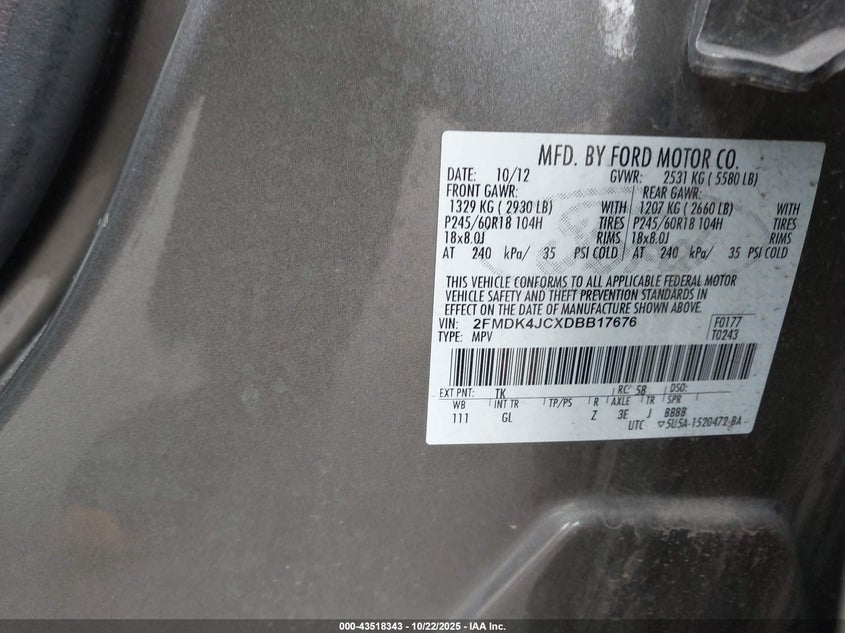 MFD. BY FORD MOTOR CO.
DATE: 10/12 GVWR: 2531 KG ( 5580 LB)
FRONT GAWR: REAR GAWR:
1329 KG ( 2930 LB) WITH 1207 KG ( 2660 LB) WITH
P245/60R18 104H TIRES P245/60R18 104H TIRES
18x8.0J RIMS 18x8.0J RIMS
AT 240 kPa/ 35 PSI COLD AT 240 kPa/ 35 PSI COLD
THIS VEHICLE CONFORMS TO ALL APPLICABLE FEDERAL MOTOR
VEHICLE SAFETY AND THEFT PREVENTION STANDARDS IN
EFFECT ON THE DATE OF MANUFACTURE SHOWN ABOVE.
VIN: 2FMDK4JCXDBB17676 F0177
TYPE: MPV T0243
EXT PNT: TK RC: 58 DSO:
WB INT TR TP/PS R AXLE TR SPR
111 GL Z 3E J BBBB
UTC ▽5U5A-1520472-BA
000-43518343 - 10/22/2025 - IAA Inc.